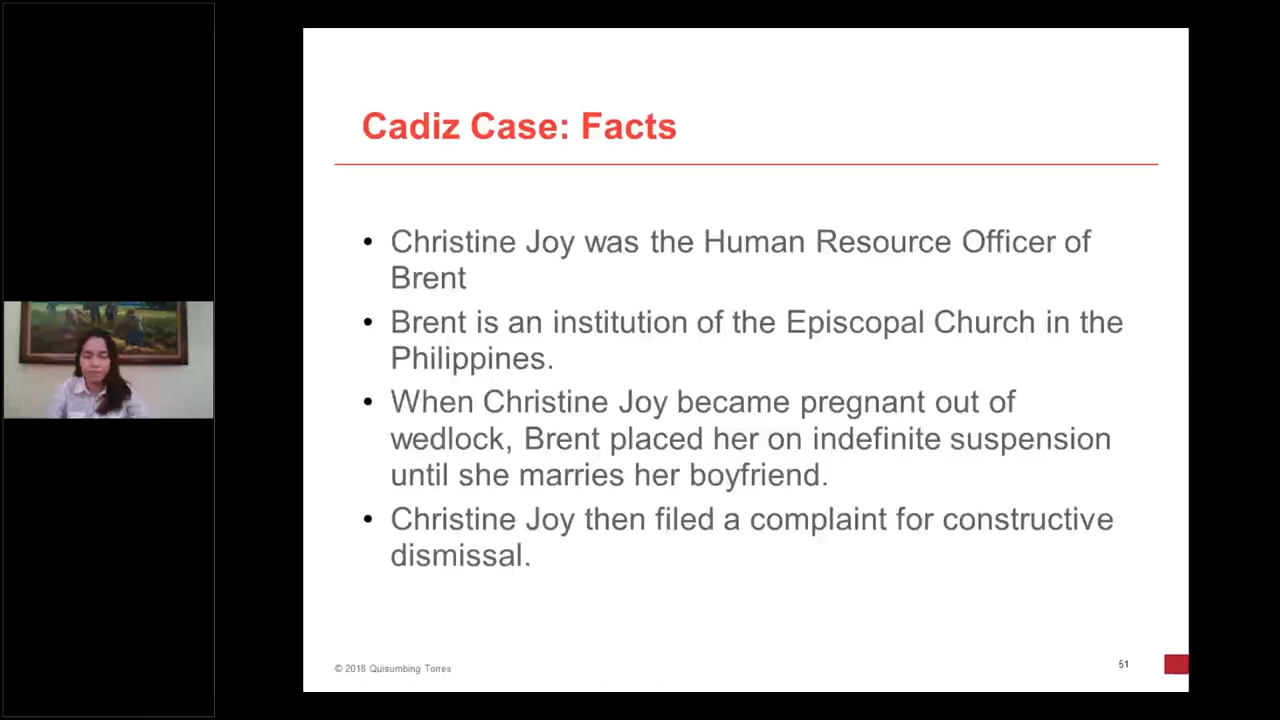 Cadiz Case: Facts
• Christine Joy was the Human Resource Officer of
Brent
• Brent is an institution of the Episcopal Church in the
Philippines.
• When Christine Joy became pregnant out of
wedlock, Brent placed her on indefinite suspension
until she marries her boyfriend.
• Christine Joy then filed a complaint for constructive
dismissal.
© 2018 Quisumbing Torres
51